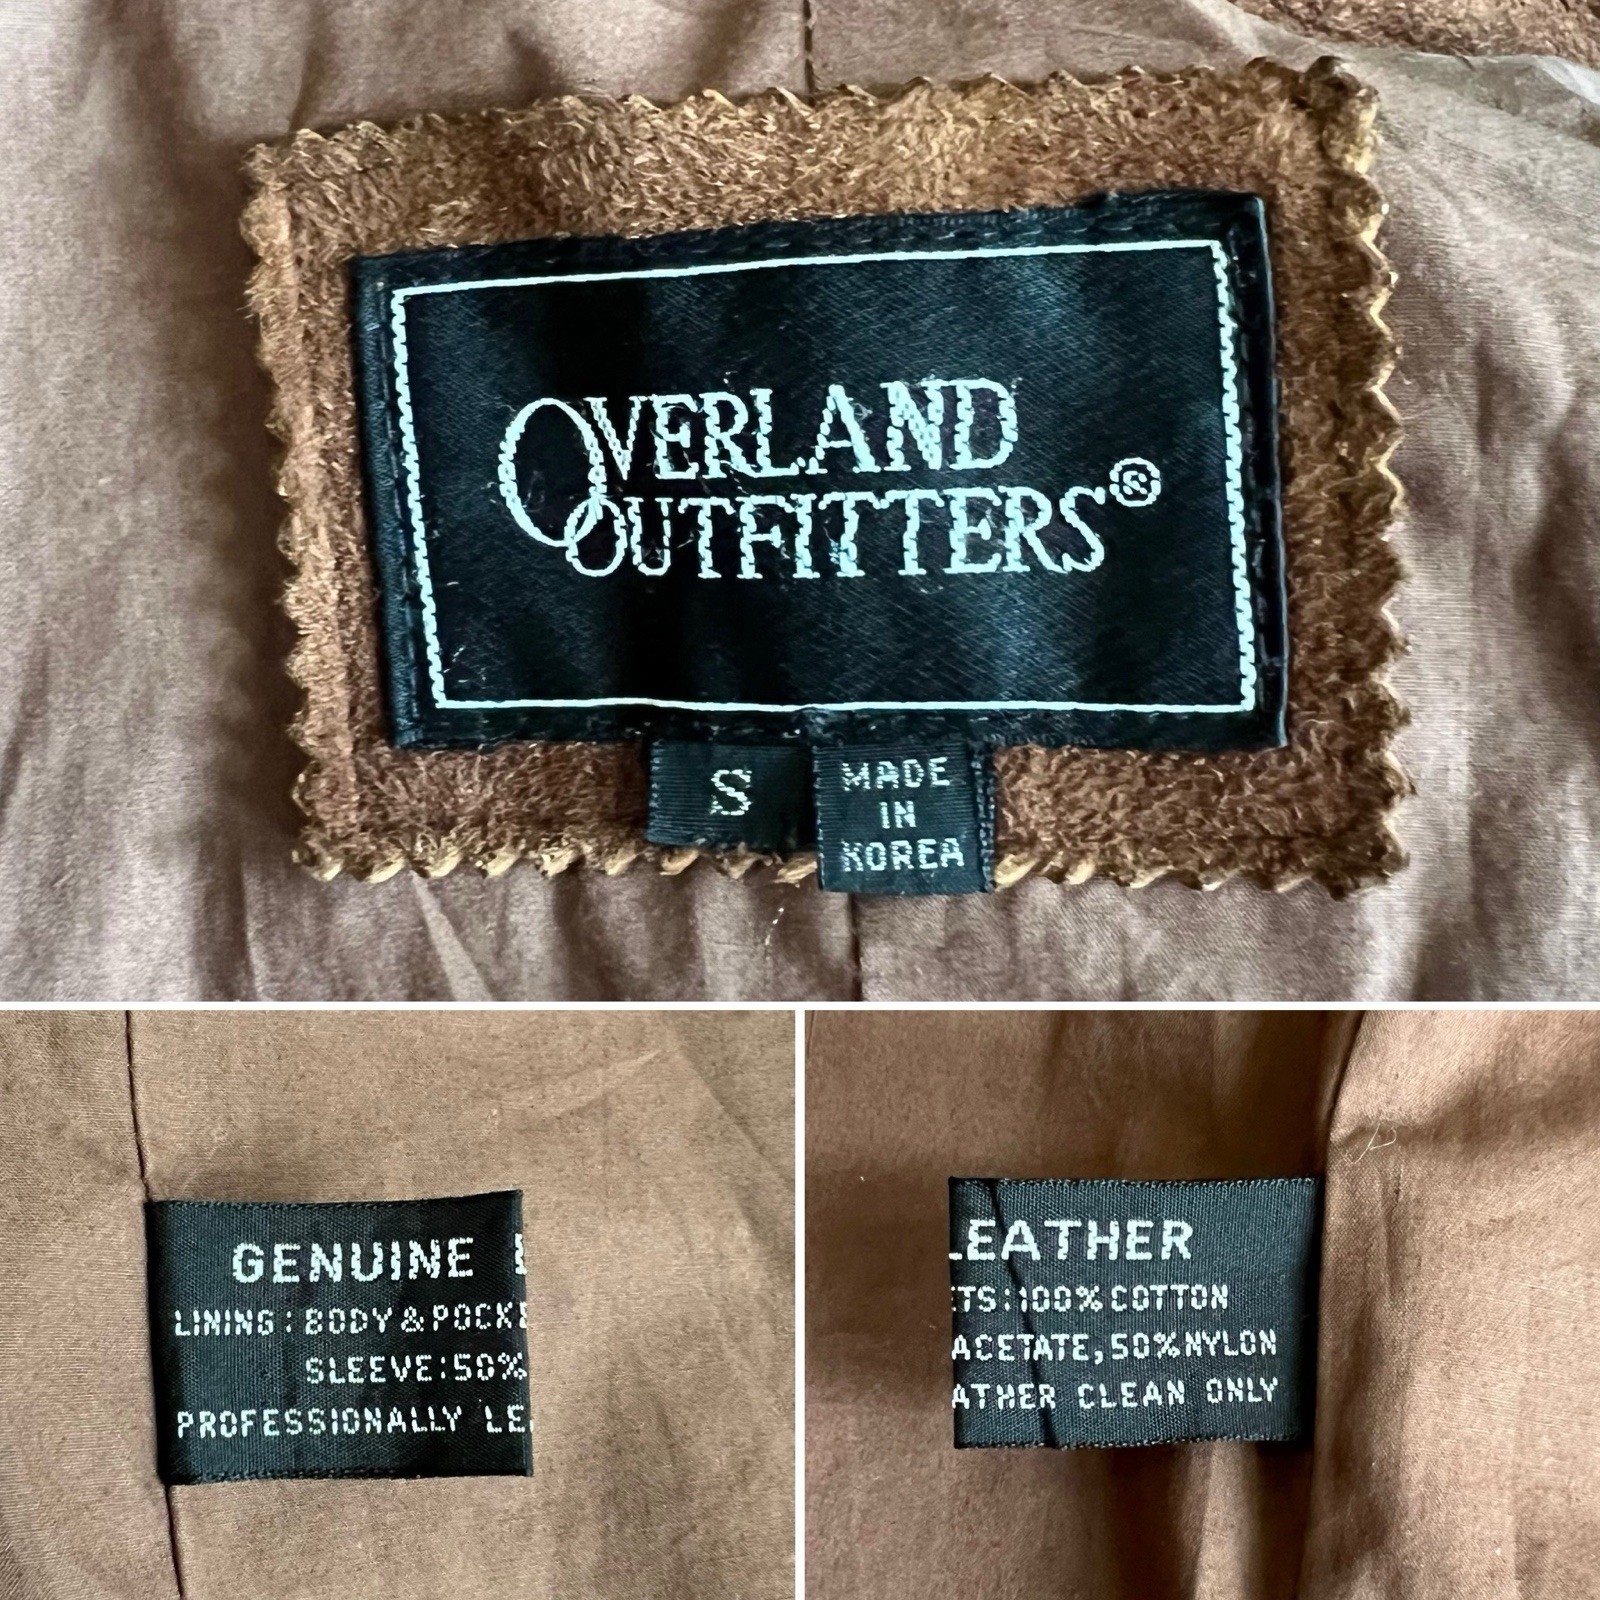 OVERLAND
OUTFITTERS®
S
MADE
IN
KOREA
GENUINE L
LINING: BODY & POCKE
SLEEVE: 50%
PROFESSIONALLY LE
LEATHER
ETS: 100% COTTON
ACETATE, 50% NYLON
ATHER CLEAN ONLY